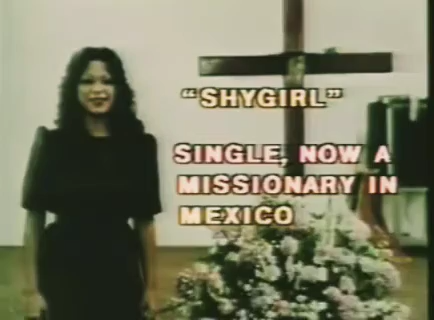 "SHYGIRL"
SINGLE, NOW A
MISSIONARY IN
MEXICO